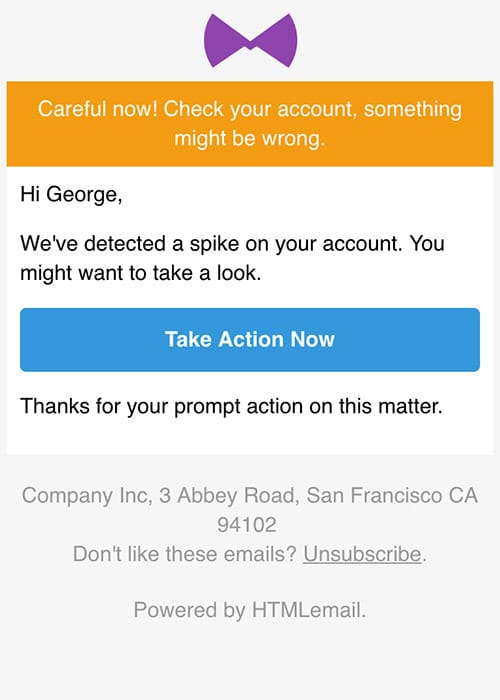 Careful now! Check your account, something
might be wrong.
Hi George,
We've detected a spike on your account. You
might want to take a look.
Take Action Now
Thanks for your prompt action on this matter.
Company Inc, 3 Abbey Road, San Francisco CA
94102
Don't like these emails? Unsubscribe.
Powered by HTMLemail.